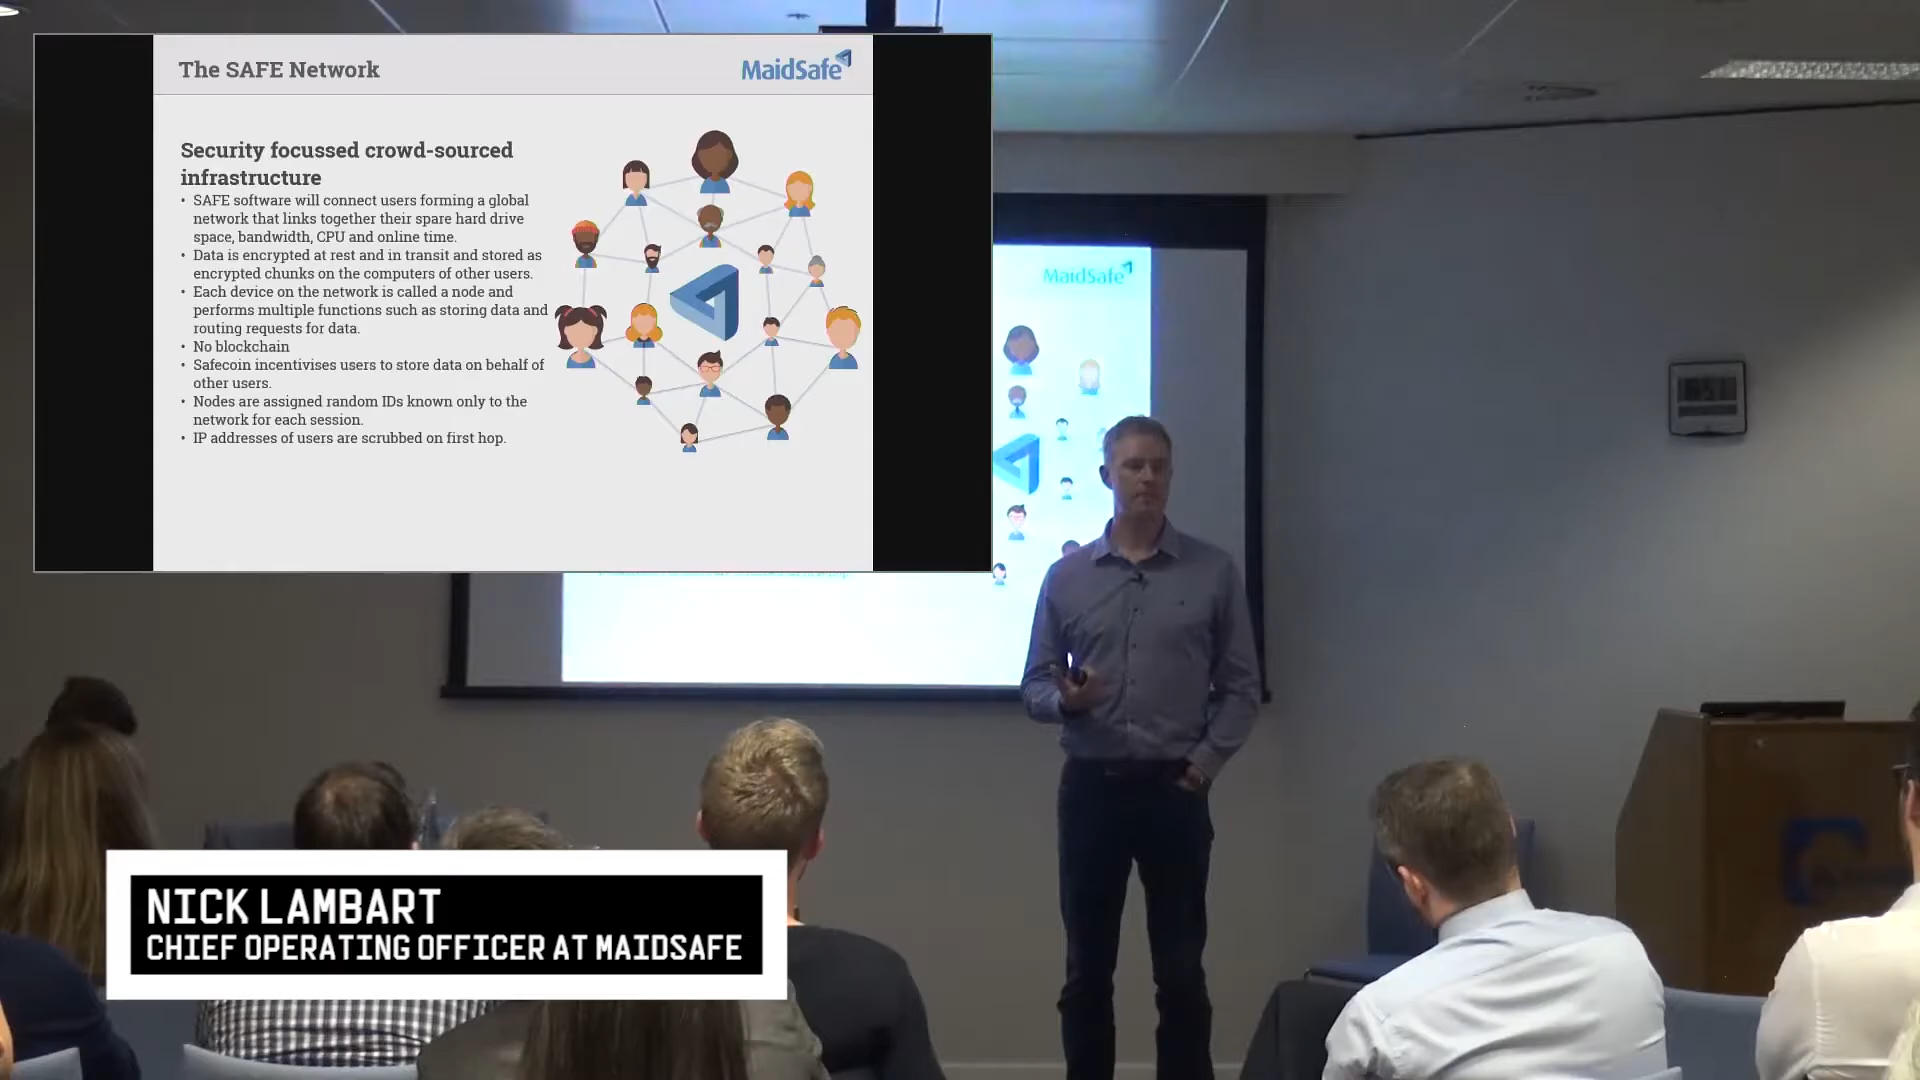 The SAFE Network
MaidSafe
Security focussed crowd-sourced
infrastructure
• SAFE software will connect users forming a global
network that links together their spare hard drive
space, bandwidth, CPU and online time.
• Data is encrypted at rest and in transit and stored as
encrypted chunks on the computers of other users.
• Each device on the network is called a node and
performs multiple functions such as storing data and
routing requests for data.
• No blockchain
• Safecoin incentivises users to store data on behalf of
other users.
• Nodes are assigned random IDs known only to the
network for each session.
• IP addresses of users are scrubbed on first hop.
MaidSafe
NICK LAMBART
CHIEF OPERATING OFFICER AT MAIDSAFE